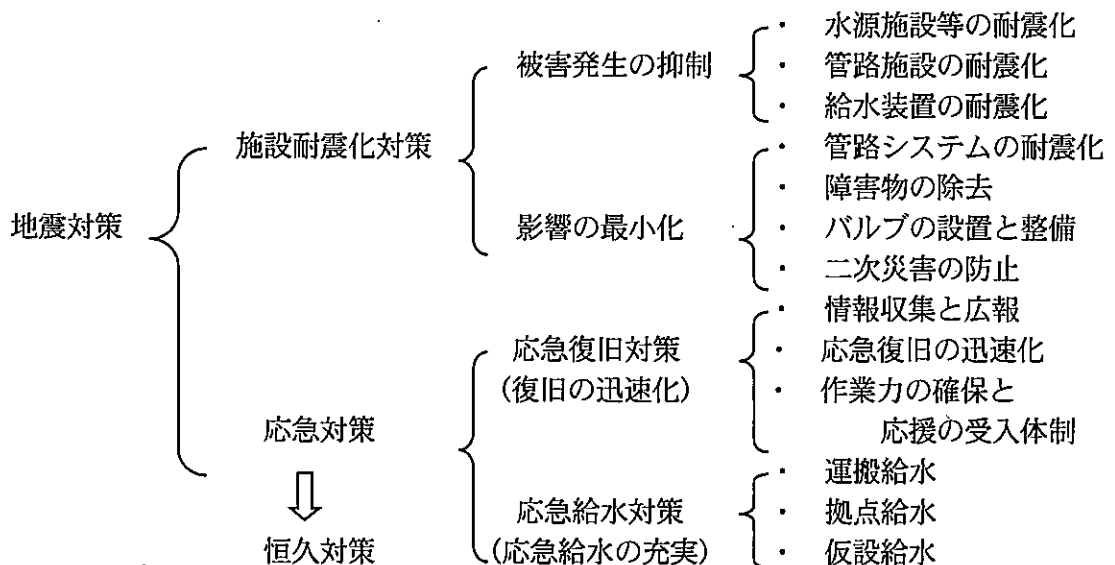 地震対策
施設耐震化対策
被害発生の抑制
・ 水源施設等の耐震化
・ 管路施設の耐震化
・ 給水装置の耐震化
影響の最小化
・ 管路システムの耐震化
・ 障害物の除去
・ バルブの設置と整備
・ 二次災害の防止
応急対策
応急復旧対策
(復旧の迅速化)
・ 情報収集と広報
・ 応急復旧の迅速化
・ 作業力の確保と
応援の受入体制
応急給水対策
(応急給水の充実)
・ 運搬給水
・ 拠点給水
・ 仮設給水
⇩
恒久対策